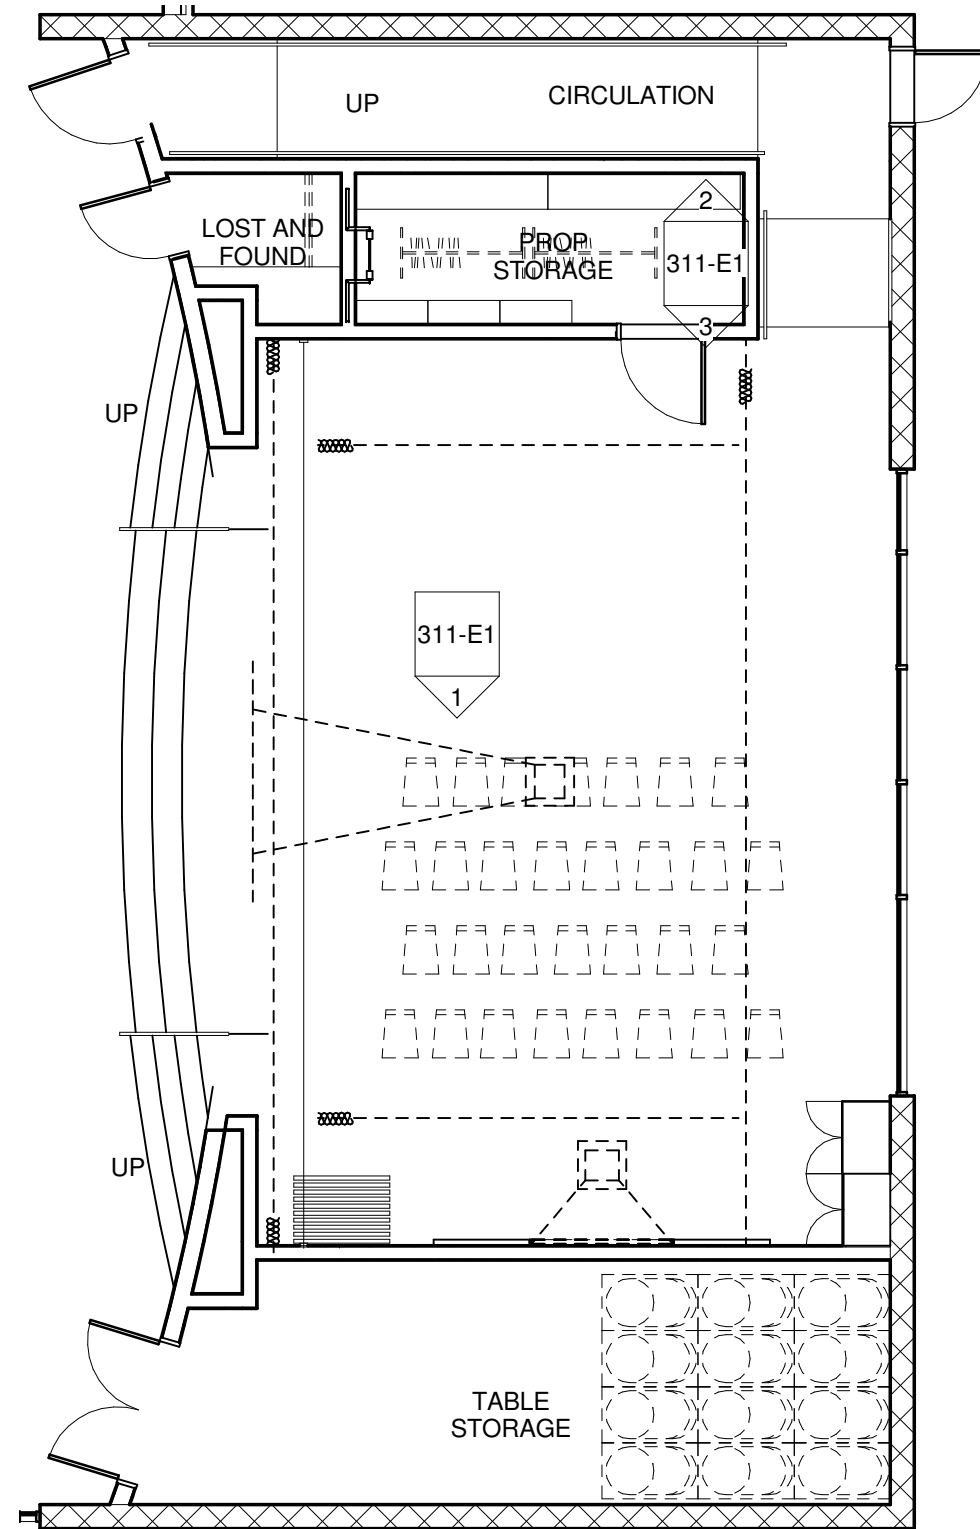 UP
CIRCULATION
LOST AND
FOUND
PROP
STORAGE
2
311-E1
3
UP
311-E1
1
UP
TABLE
STORAGE